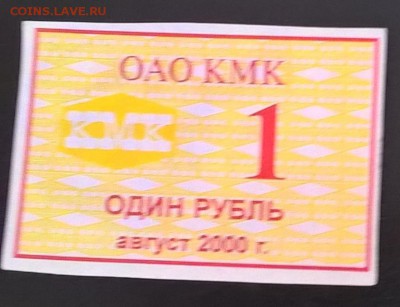 COINS.LAVE.RU
ОАО КМК
КМК
1
ОДИН РУБЛЬ
август 2000 г.